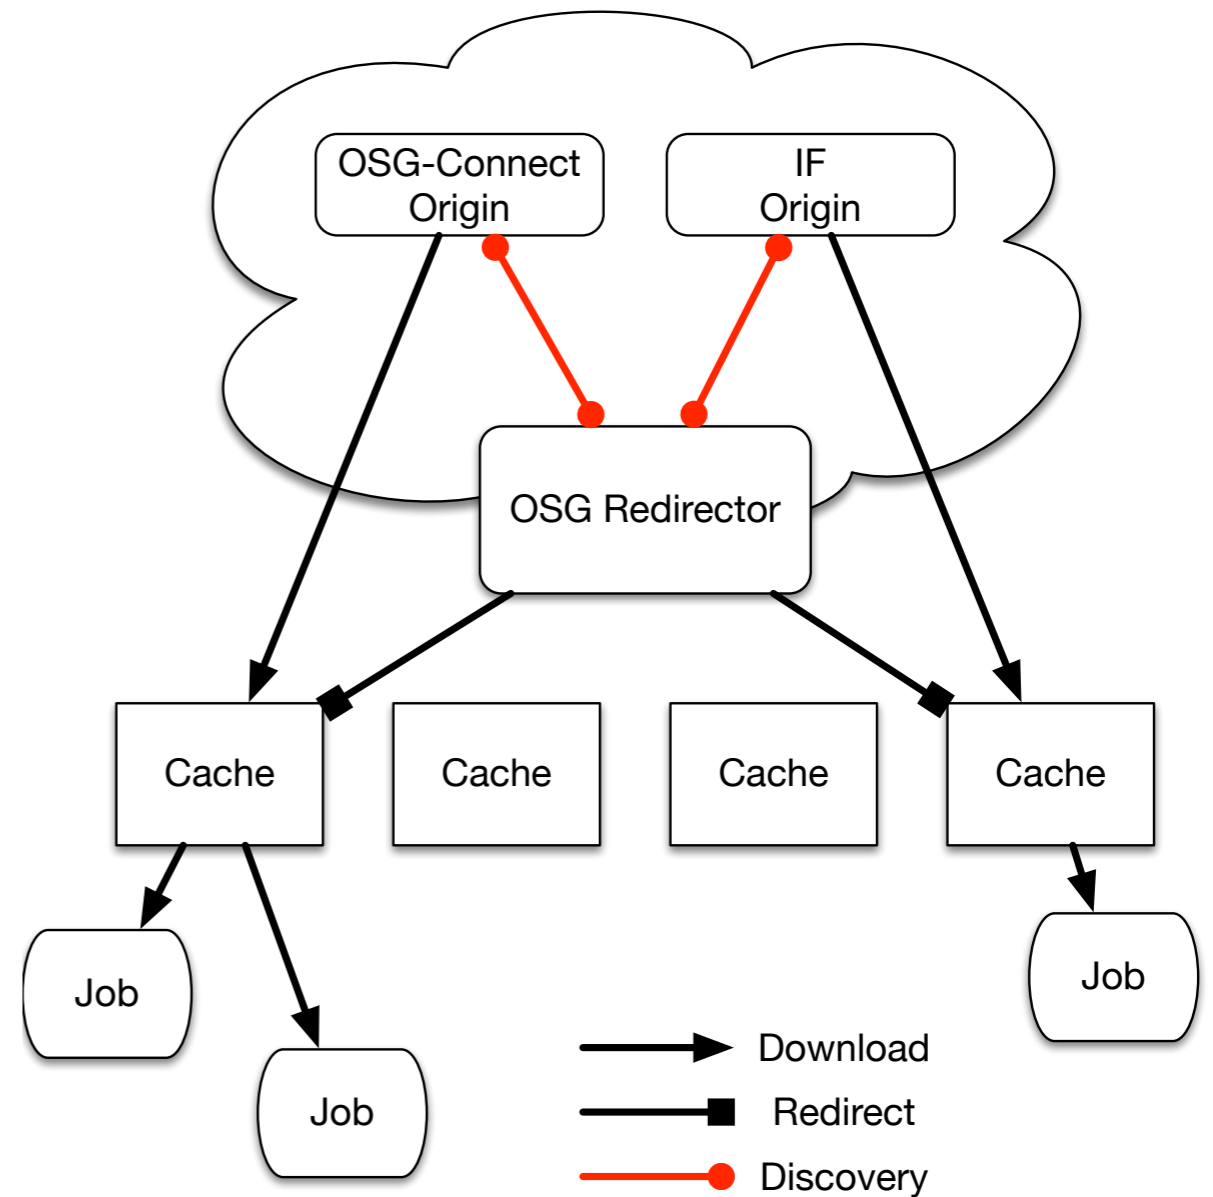 OSG-Connect
Origin
IF
Origin
OSG Redirector
Cache
Cache
Cache
Cache
Job
Job
Job
Download
Redirect
Discovery